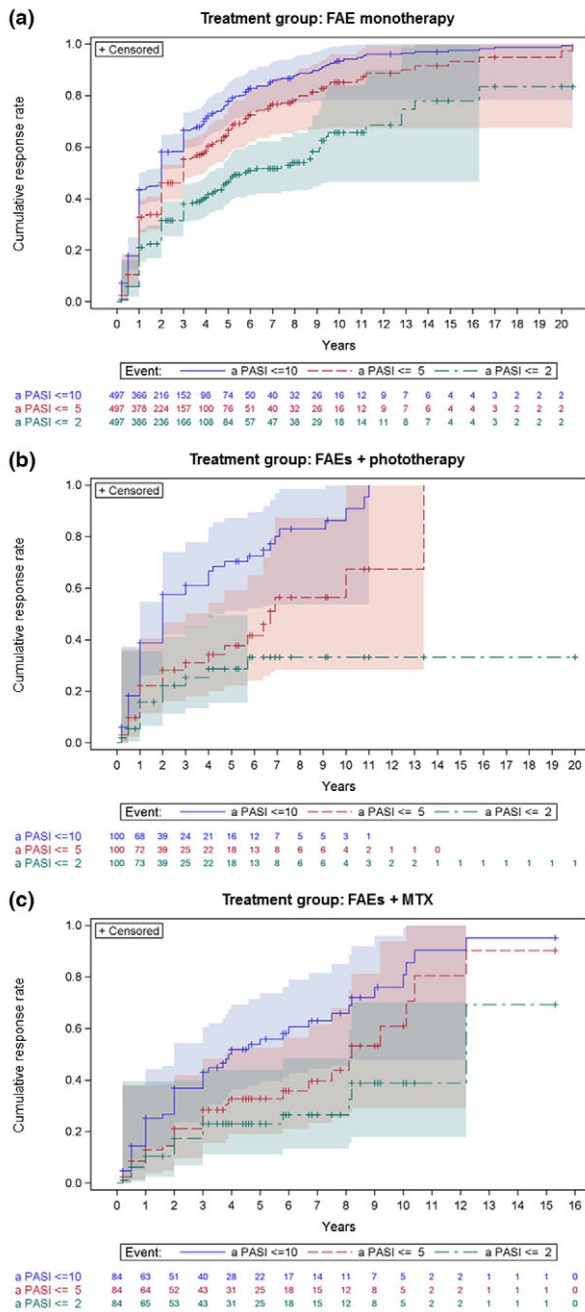 (a)
Treatment group: FAE monotherapy
+ Censored
1.0
0.8
0.6
0.4
0.2
0.0
Cumulative response rate
0 1 2 3 4 5 6 7 8 9 10 11 12 13 14 15 16 17 18 19 20
Years
Event: a PASI <=10 a PASI <= 5 a PASI <= 2
a PASI <=10 497 366 216 152 98 74 50 40 32 26 16 12 9 7 6 4 4 3 2 2 2
a PASI <= 5 497 378 224 157 100 76 51 40 32 26 16 12 9 7 6 4 4 3 2 2 2
a PASI <= 2 497 386 236 166 108 84 57 47 38 29 18 14 11 8 7 4 4 3 2 2 2
(b)
Treatment group: FAEs + phototherapy
+ Censored
1.0
0.8
0.6
0.4
0.2
0.0
Cumulative response rate
0 1 2 3 4 5 6 7 8 9 10 11 12 13 14 15 16 17 18 19 20
Years
Event: a PASI <=10 a PASI <= 5 a PASI <= 2
a PASI <=10 100 68 39 24 21 16 12 7 5 5 3 1
a PASI <= 5 100 72 39 25 22 18 13 8 6 6 4 2 1 1 0
a PASI <= 2 100 73 39 25 22 18 13 8 6 6 4 3 2 2 1 1 1 1 1 1 1
(c)
Treatment group: FAEs + MTX
+ Censored
1.0
0.8
0.6
0.4
0.2
0.0
Cumulative response rate
0 1 2 3 4 5 6 7 8 9 10 11 12 13 14 15 16
Years
Event: a PASI <=10 a PASI <= 5 a PASI <= 2
a PASI <=10 84 63 51 40 28 22 17 14 11 7 5 2 2 1 1 1 0
a PASI <= 5 84 64 52 43 31 25 18 15 12 8 5 2 2 1 1 1 0
a PASI <= 2 84 65 53 43 31 25 18 15 12 8 5 2 2 1 1 1 0